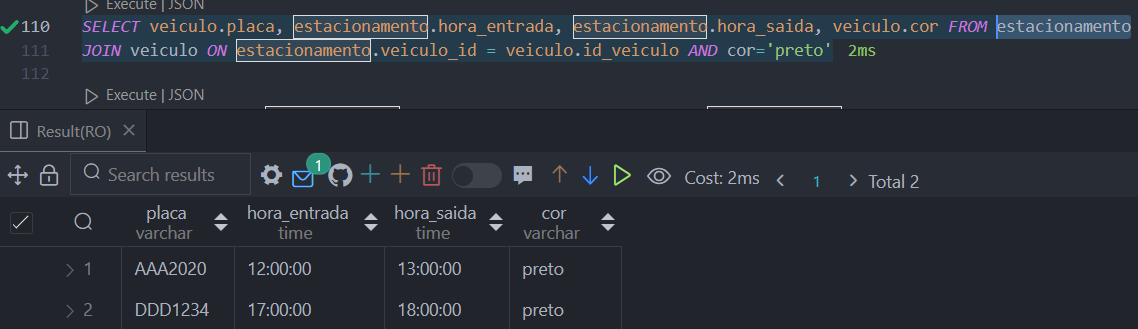 Execute | JSON
110 SELECT veiculo.placa, estacionamento.hora_entrada, estacionamento.hora_saida, veiculo.cor FROM estacionamento
111 JOIN veiculo ON estacionamento.veiculo_id = veiculo.id_veiculo AND cor='preto' 2ms
112
Execute | JSON
Result(RO)
Search results 1 Cost: 2ms 1 Total 2
placa hora_entrada hora_saida cor
varchar time time varchar
1 AAA2020 12:00:00 13:00:00 preto
2 DDD1234 17:00:00 18:00:00 preto